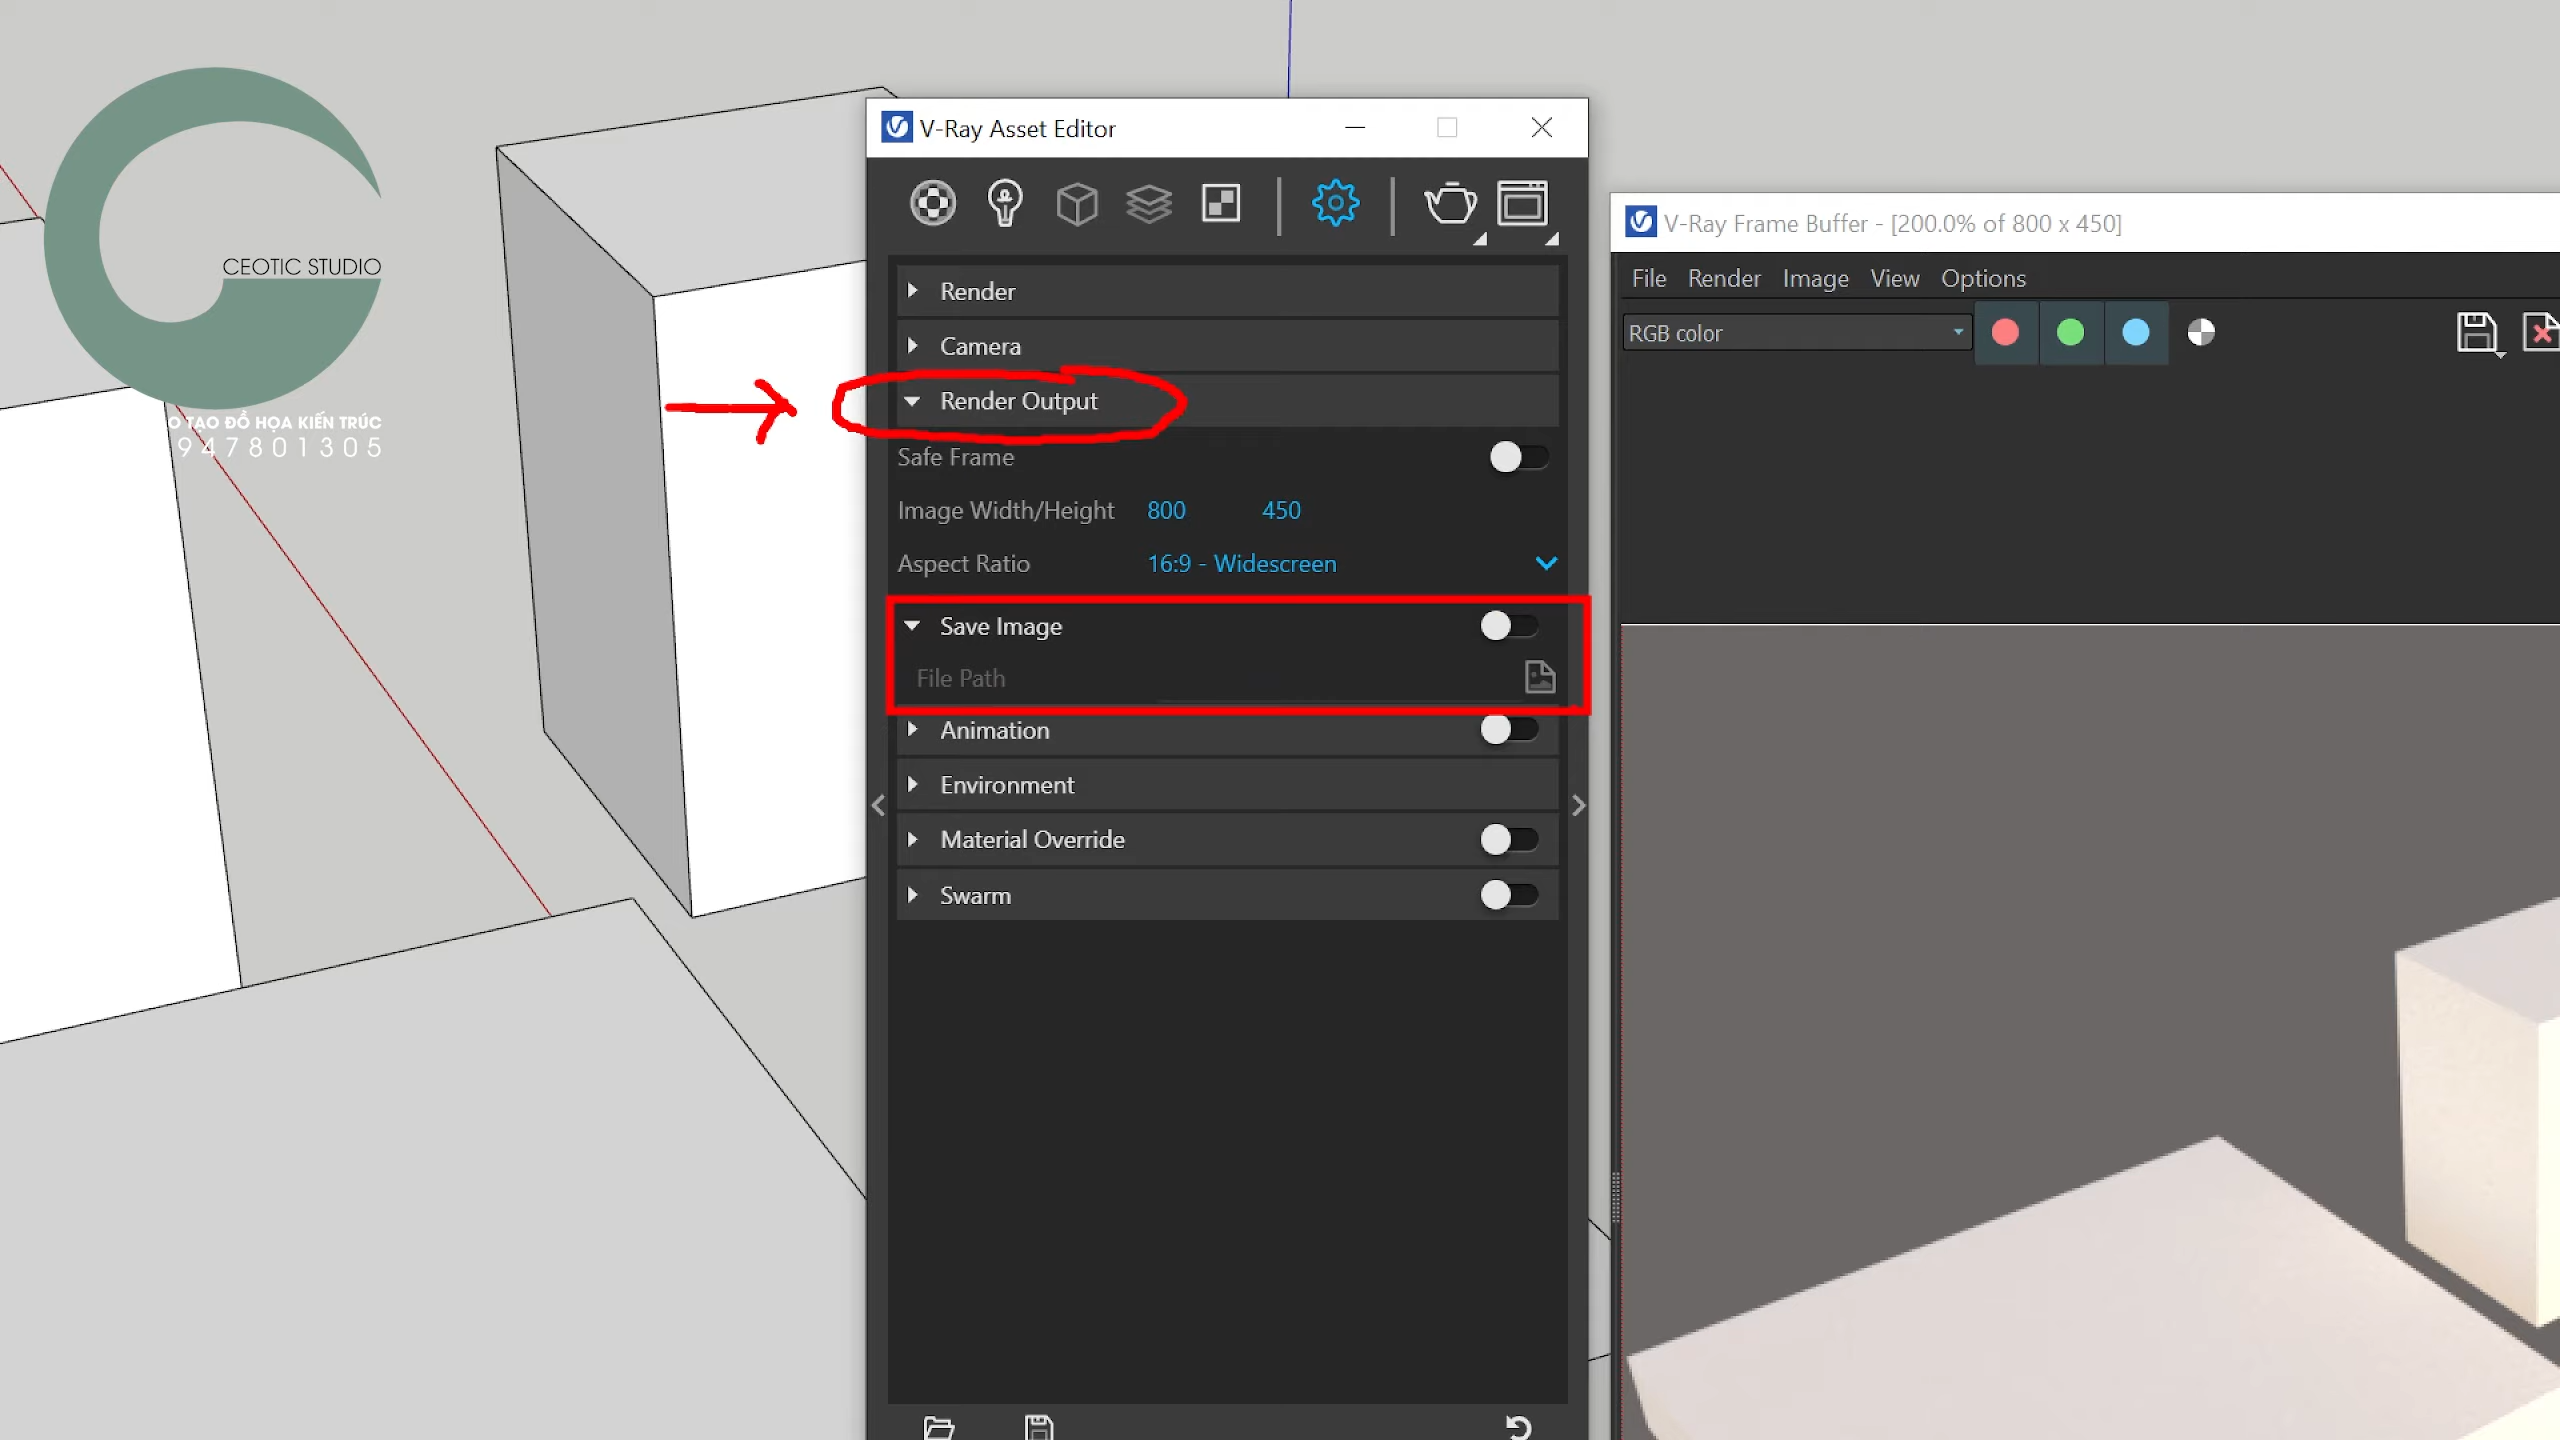 CEOTIC STUDIO
O TẠO ĐỒ HỌA KIẾN TRÚC
947801305
V-Ray Asset Editor
Render
Camera
Render Output
Safe Frame
Image Width/Height 800 450
Aspect Ratio 16:9 - Widescreen
Save Image
File Path
Animation
Environment
Material Override
Swarm
V-Ray Frame Buffer - [200.0% of 800 x 450]
File Render Image View Options
RGB color